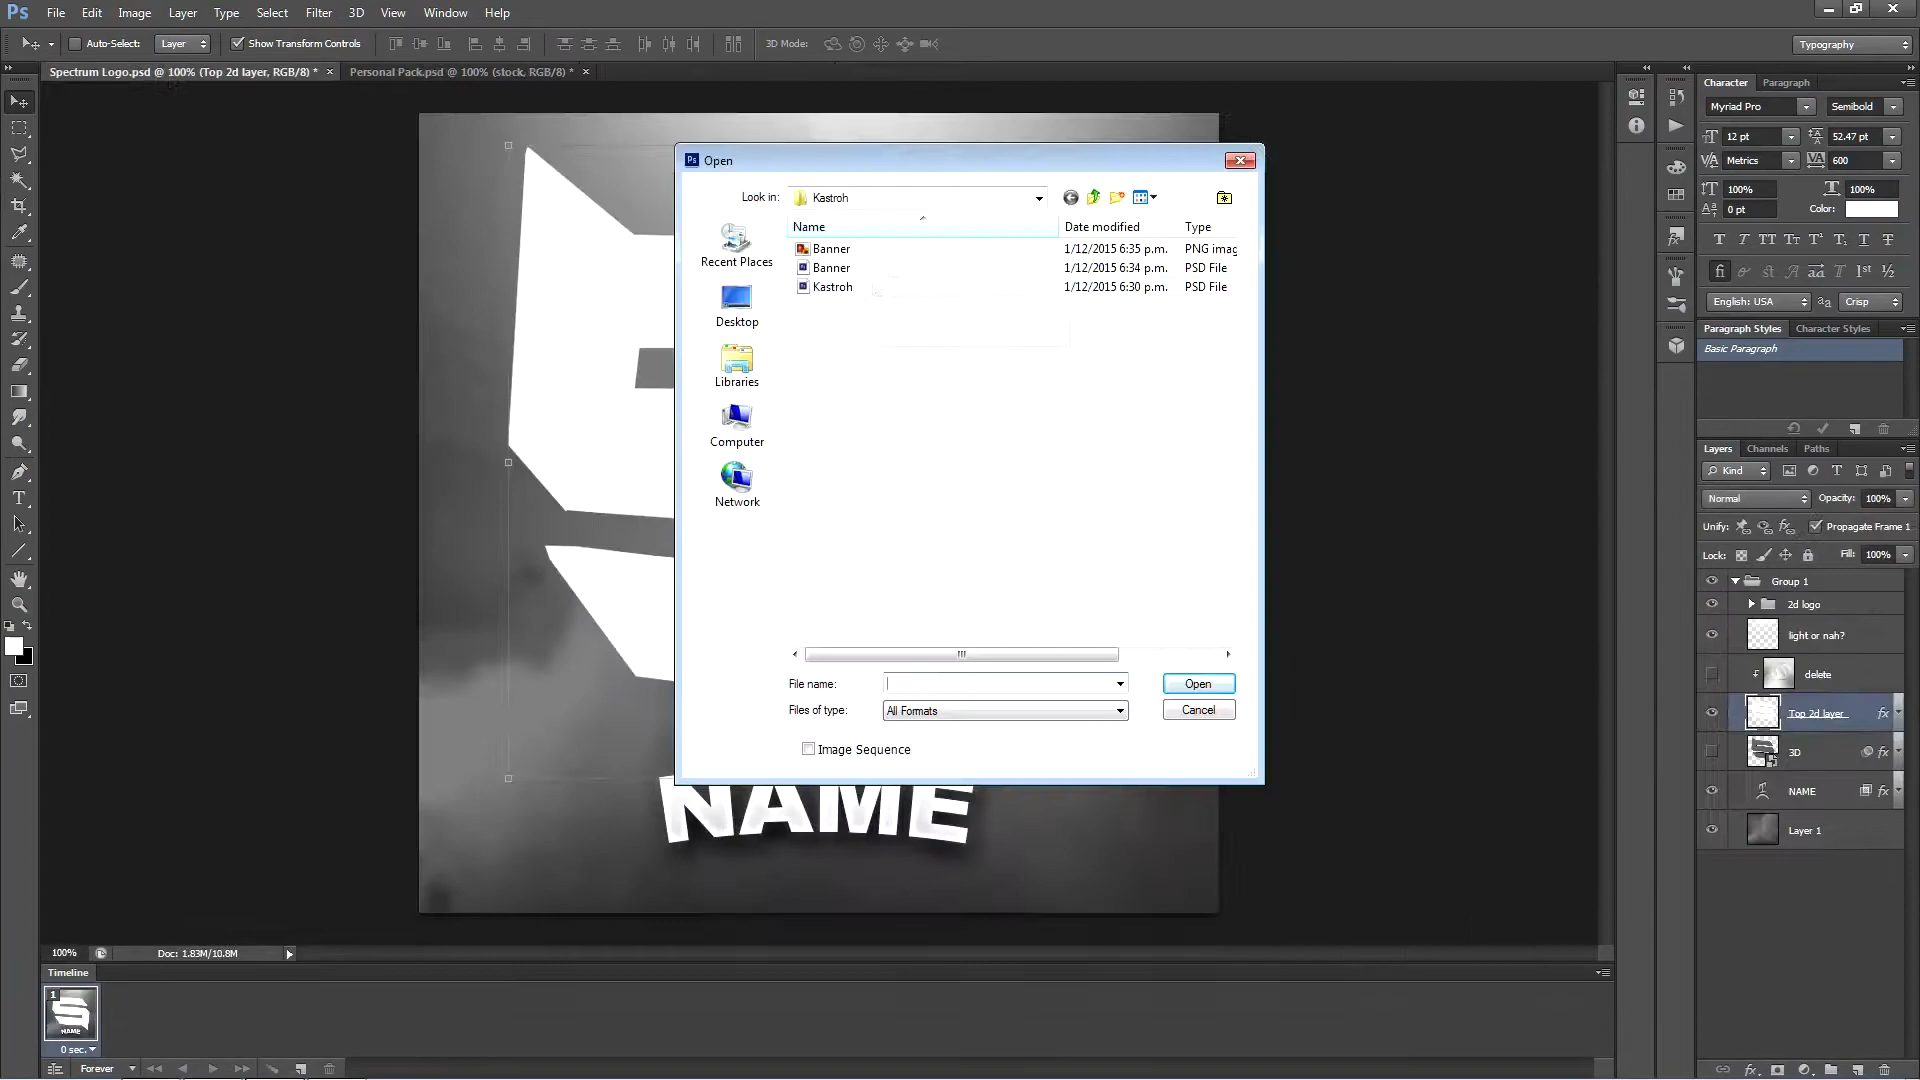 Ps File Edit Image Layer Type Select Filter 3D View Window Help
Auto-Select: Layer Show Transform Controls 3D Mode: Typography
Spectrum Logo.psd @ 100% (Top 2d layer, RGB/8) * × Personal Pack.psd @ 100% (stock, RGB/8) * ×
Ps Open
Look in: Kastroh
Name Date modified Type
Banner 1/12/2015 6:35 p.m. PNG imag
Banner 1/12/2015 6:34 p.m. PSD File
Kastroh 1/12/2015 6:30 p.m. PSD File
Recent Places
Desktop
Libraries
Computer
Network
File name: Open
Files of type: All Formats Cancel
Image Sequence
NAME
Character Paragraph
Myriad Pro Semibold
12 pt 52.47 pt
Metrics 600
100% 100%
0 pt Color:
English: USA Crisp
Paragraph Styles Character Styles
Basic Paragraph
Layers Channels Paths
Kind
Normal Opacity: 100%
Unify: Propagate Frame 1
Lock: Fill: 100%
Group 1
2d logo
light or nah?
delete
Top 2d layer fx
3D fx
NAME fx
Layer 1
100% Doc: 1.83M/10.8M
Timeline
1
NAME
0 sec.
Forever